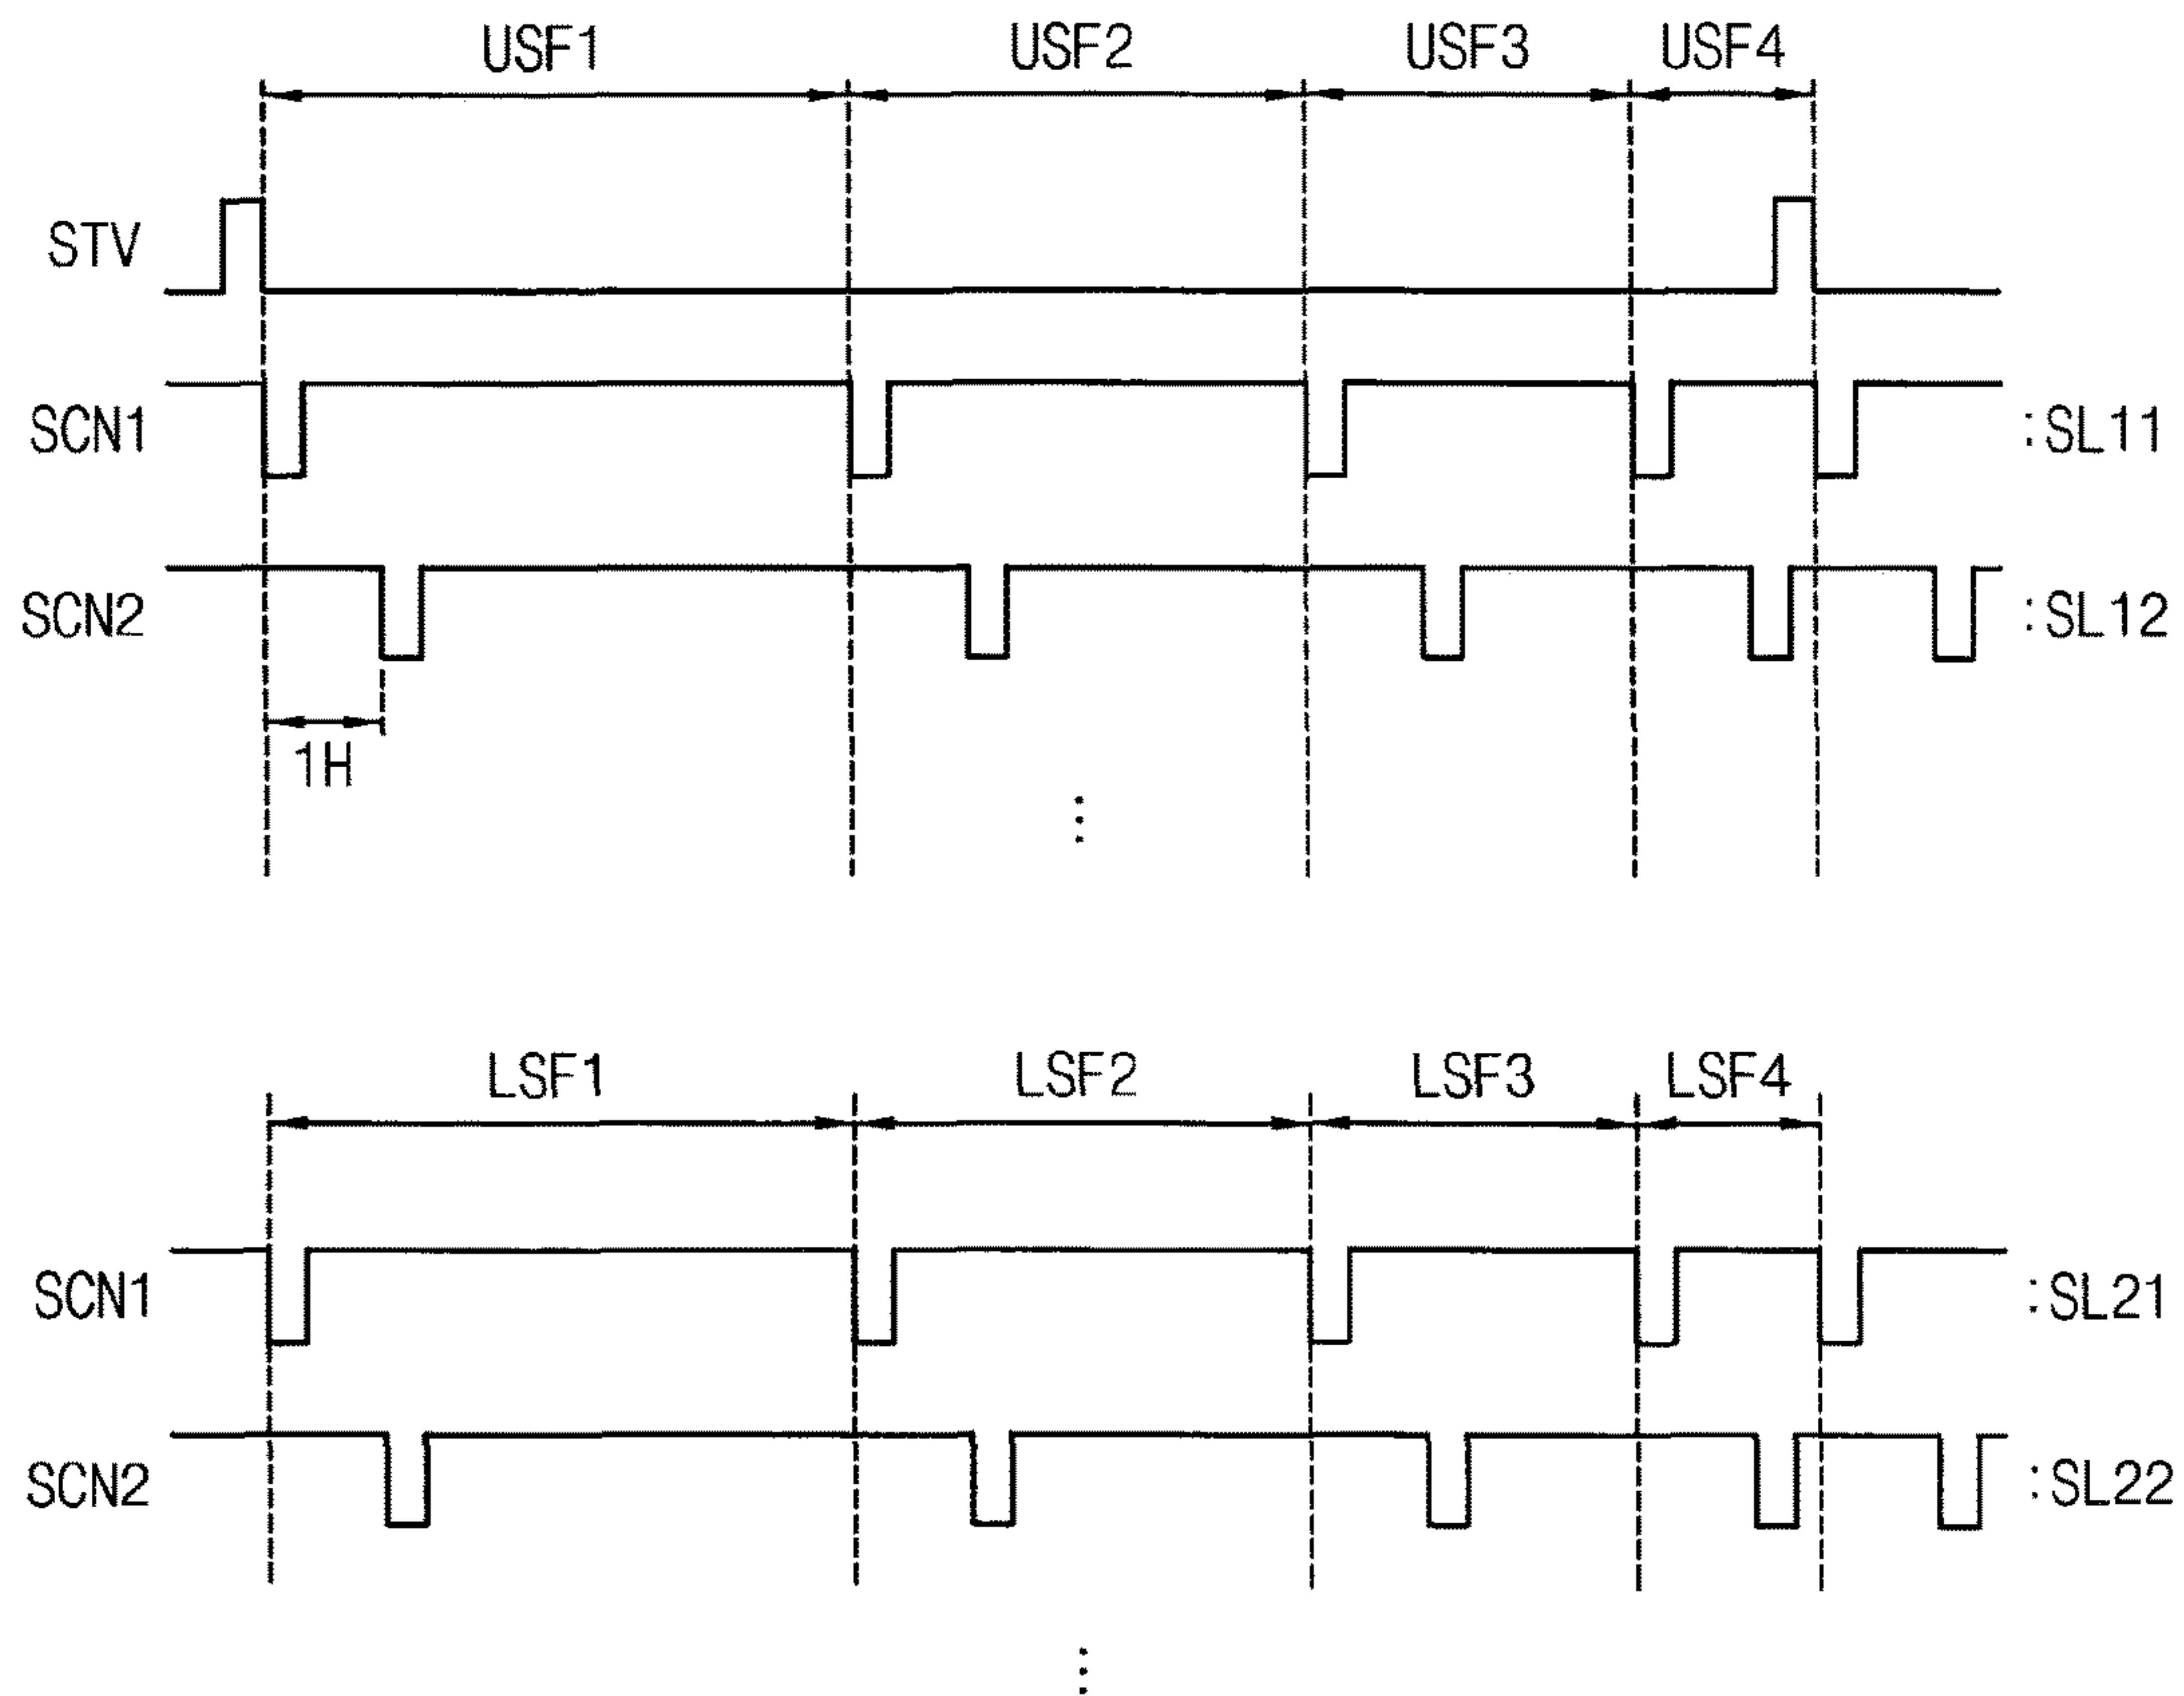 USF1 USF2 USF3 USF4
STV
SCN1 :SL11
SCN2 :SL12
1H
LSF1 LSF2 LSF3 LSF4
SCN1 :SL21
SCN2 :SL22